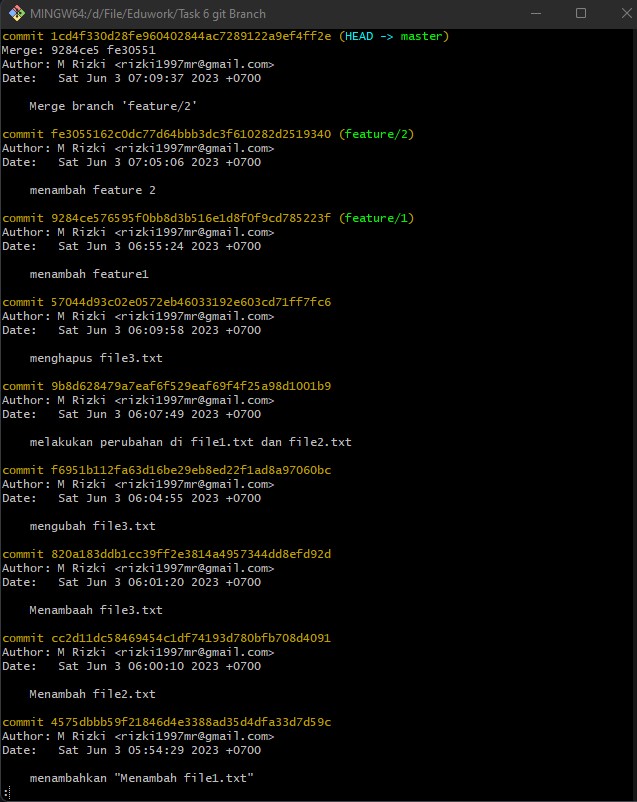 MINGW64:/d/File/Eduwork/Task 6 git Branch
commit 1cd4f330d28fe960402844ac7289122a9ef4ff2e (HEAD -> master)
Merge: 9284ce5 fe30551
Author: M Rizki <rizki1997mr@gmail.com>
Date:   Sat Jun 3 07:09:37 2023 +0700
Merge branch 'feature/2'
commit fe3055162c0dc77d64bbb3dc3f610282d2519340 (feature/2)
Author: M Rizki <rizki1997mr@gmail.com>
Date:   Sat Jun 3 07:05:06 2023 +0700
menambah feature 2
commit 9284ce576595f0bb8d3b516e1d8f0f9cd785223f (feature/1)
Author: M Rizki <rizki1997mr@gmail.com>
Date:   Sat Jun 3 06:55:24 2023 +0700
menambah feature1
commit 57044d93c02e0572eb46033192e603cd71ff7fc6
Author: M Rizki <rizki1997mr@gmail.com>
Date:   Sat Jun 3 06:09:58 2023 +0700
menghapus file3.txt
commit 9b8d628479a7eaf6f529eaf69f4f25a98d1001b9
Author: M Rizki <rizki1997mr@gmail.com>
Date:   Sat Jun 3 06:07:49 2023 +0700
melakukan perubahan di file1.txt dan file2.txt
commit f6951b112fa63d16be29eb8ed22f1ad8a97060bc
Author: M Rizki <rizki1997mr@gmail.com>
Date:   Sat Jun 3 06:04:55 2023 +0700
mengubah file3.txt
commit 820a183ddb1cc39ff2e3814a4957344dd8efd92d
Author: M Rizki <rizki1997mr@gmail.com>
Date:   Sat Jun 3 06:01:20 2023 +0700
Menambaah file3.txt
commit cc2d11dc58469454c1df74193d780bfb708d4091
Author: M Rizki <rizki1997mr@gmail.com>
Date:   Sat Jun 3 06:00:10 2023 +0700
Menambah file2.txt
commit 4575dbbb59f21846d4e3388ad35d4dfa33d7d59c
Author: M Rizki <rizki1997mr@gmail.com>
Date:   Sat Jun 3 05:54:29 2023 +0700
menambahkan "Menambah file1.txt"
: